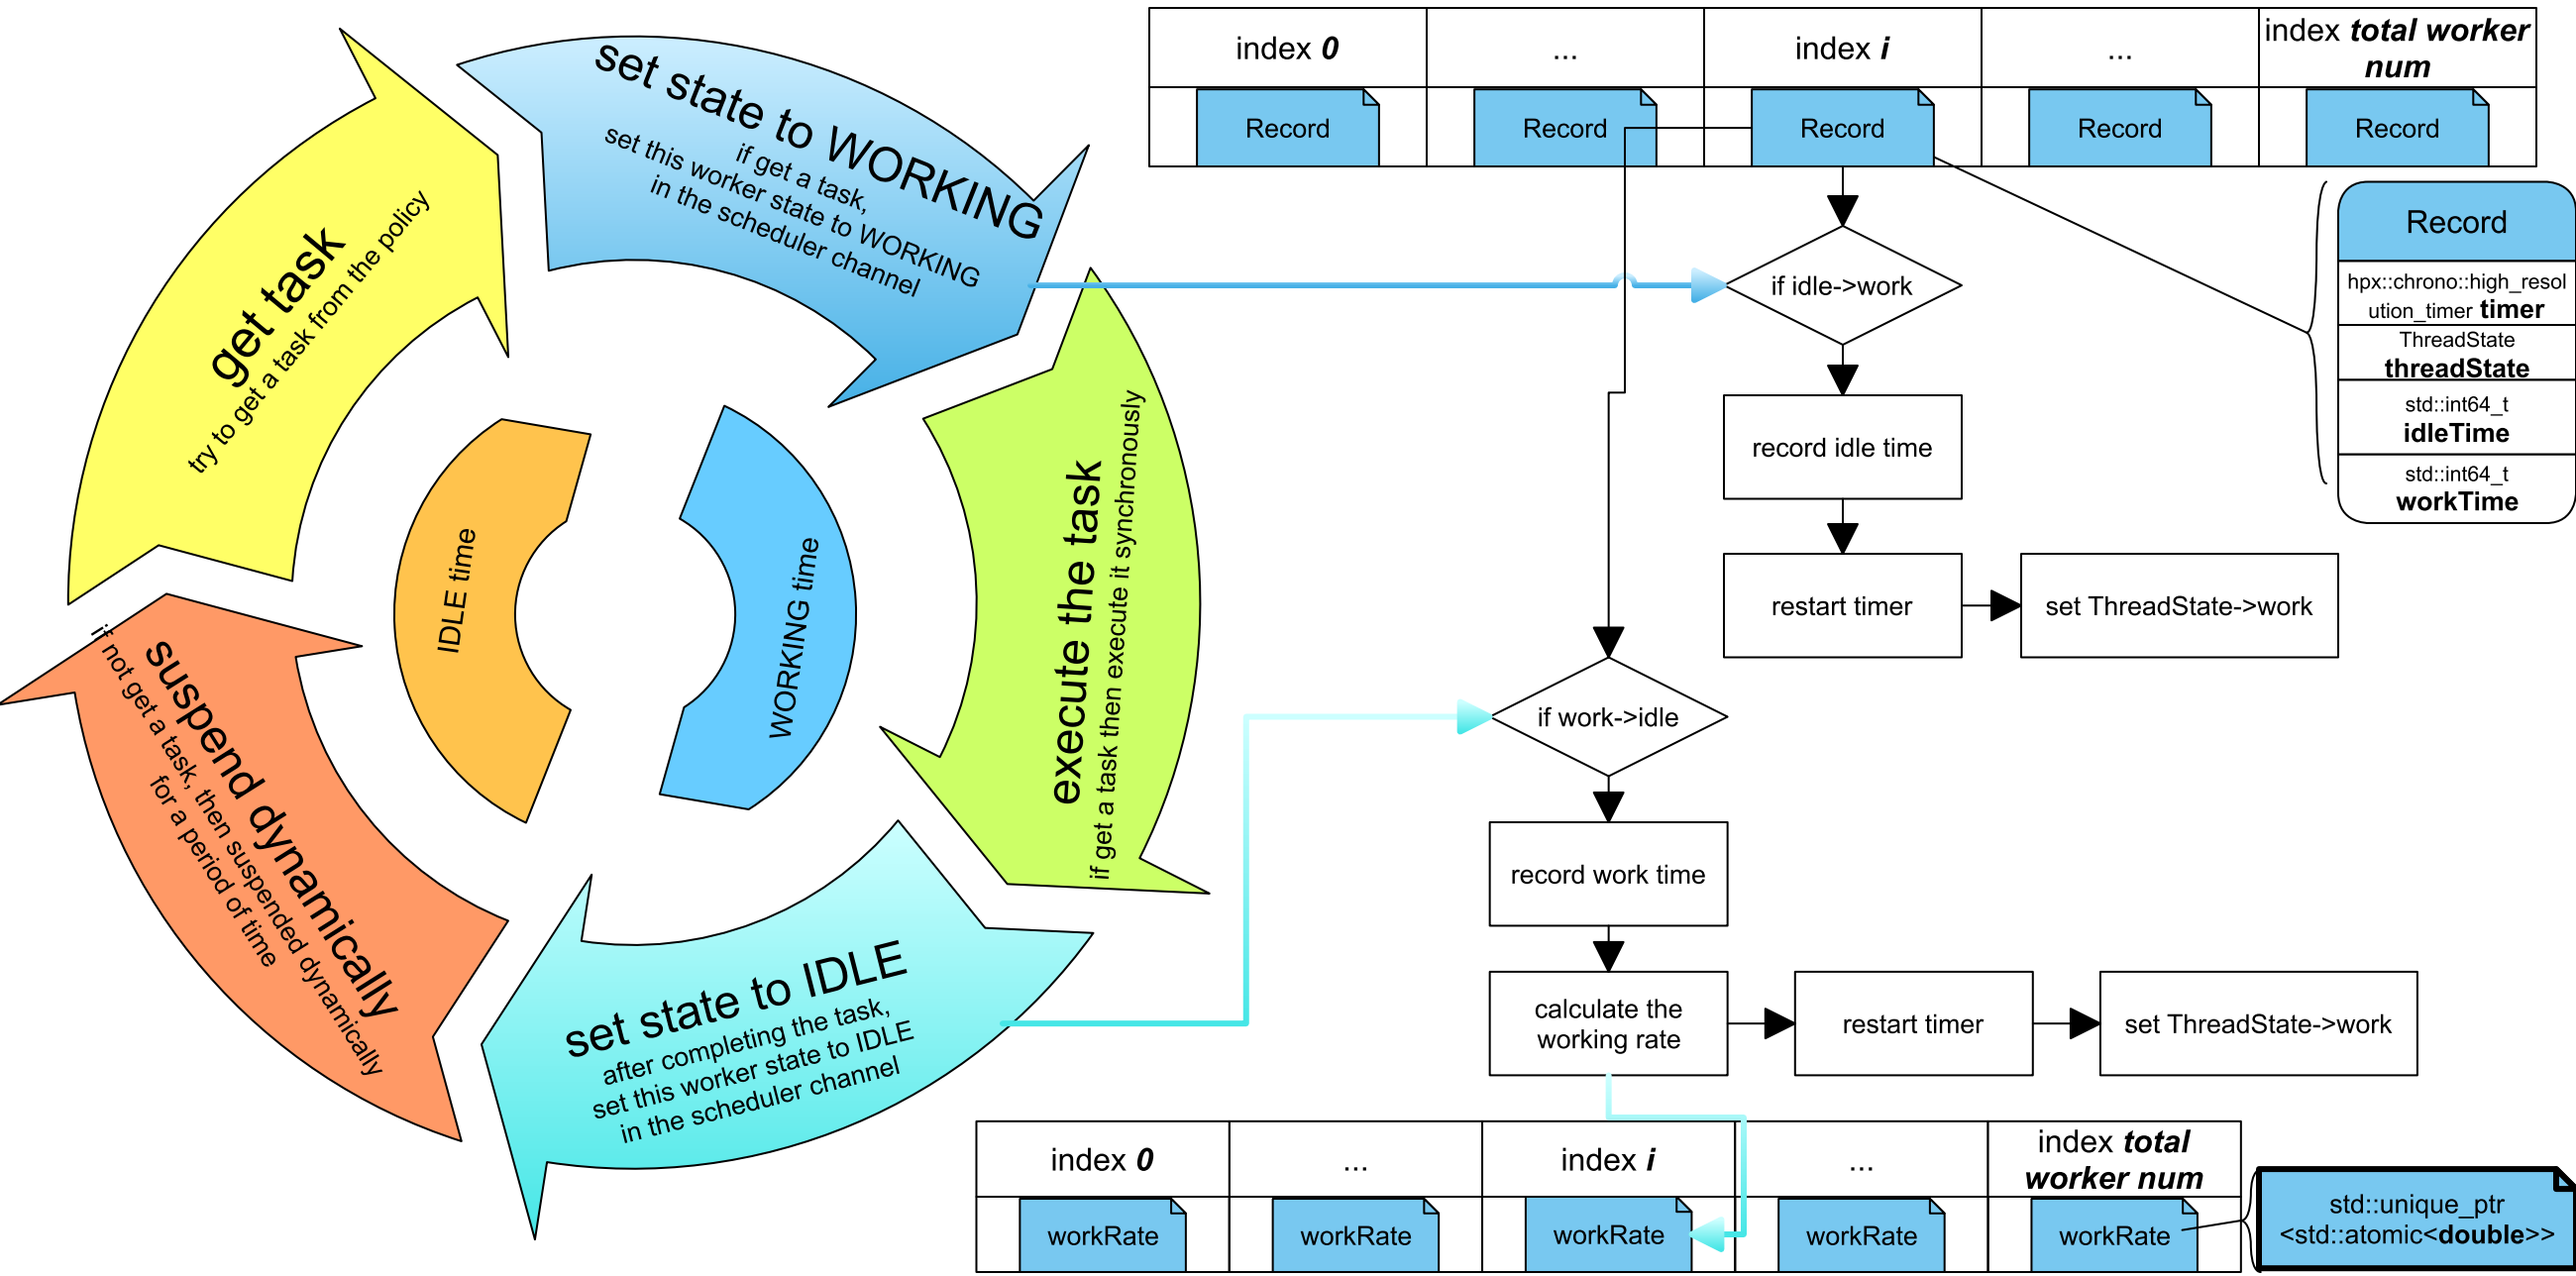 set state to WORKING
if get a task,
set this worker state to WORKING
in the scheduler channel
get task
try to get a task from the policy
execute the task
if get a task then execute it synchronously
IDLE time
WORKING time
suspend dynamically
if not get a task, then suspended dynamically
for a period of time
set state to IDLE
after completing the task,
set this worker state to IDLE
in the scheduler channel
index 0
...
index i
...
index total worker
num
Record
Record
Record
Record
Record
if idle->work
record idle time
restart timer
set ThreadState->work
Record
hpx::chrono::high_resol
ution_timer timer
ThreadState
threadState
std::int64_t
idleTime
std::int64_t
workTime
if work->idle
record work time
calculate the
working rate
restart timer
set ThreadState->work
index 0
...
index i
...
index total
worker num
workRate
workRate
workRate
workRate
workRate
std::unique_ptr
<std::atomic<double>>